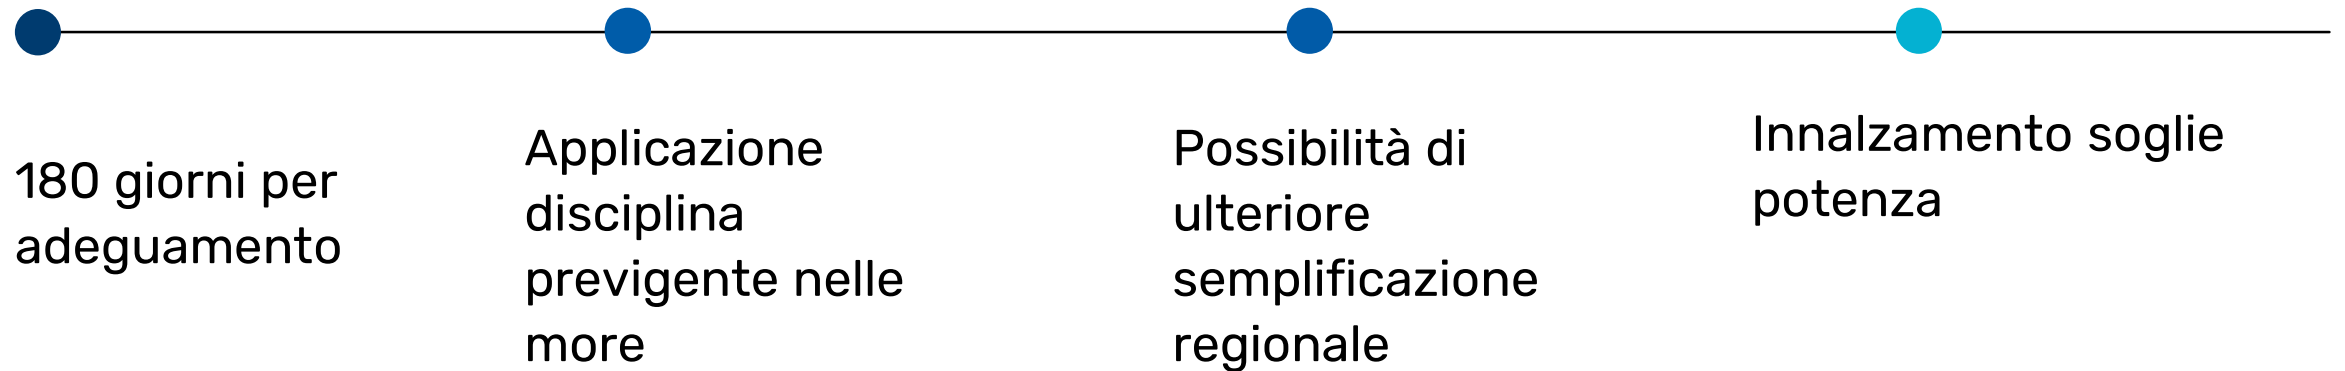 180 giorni per
adeguamento
Applicazione
disciplina
previgente nelle
more
Possibilità di
ulteriore
semplificazione
regionale
Innalzamento soglie
potenza